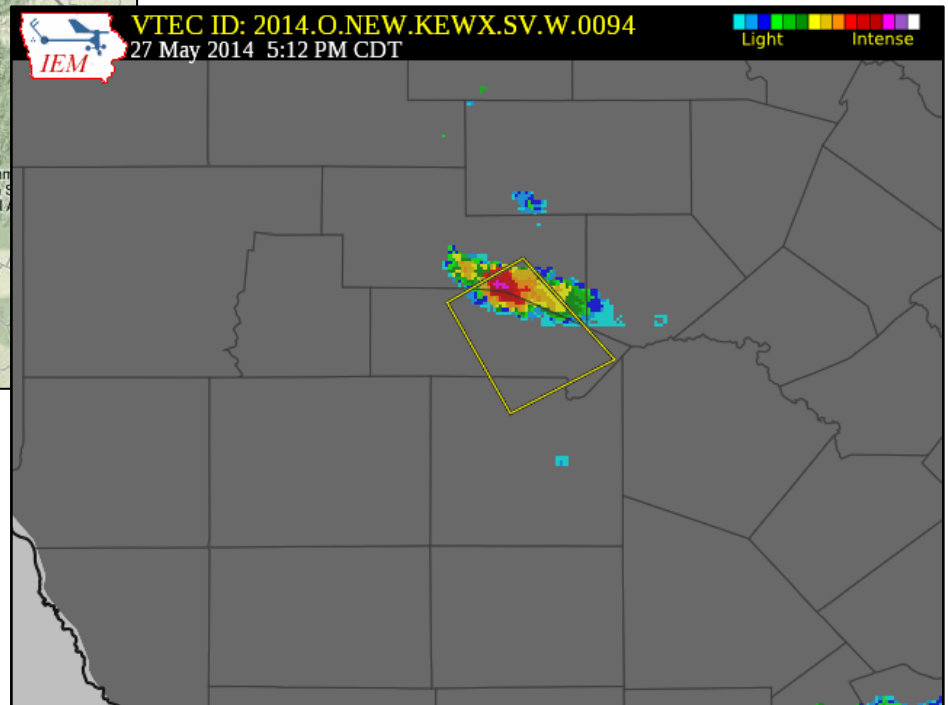 VTEC ID: 2014.O.NEW.KEWX.SV.W.0094
27 May 2014 5:12 PM CDT
IEM
Light Intense